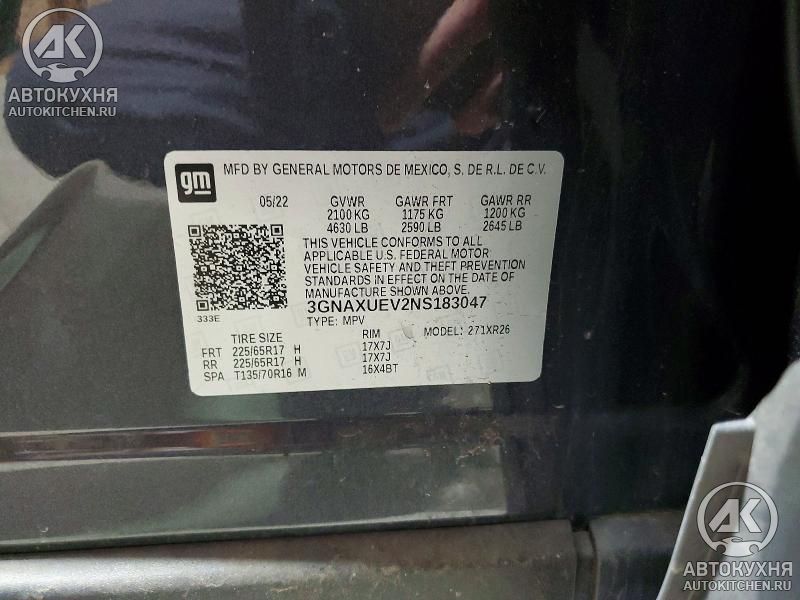 AK
АВТОКУХНЯ
AUTOKITCHEN.RU
gm
MFD BY GENERAL MOTORS DE MEXICO, S. DE R.L. DE C.V.
05/22 GVWR GAWR FRT GAWR RR
2100 KG 1175 KG 1200 KG
4630 LB 2590 LB 2645 LB
THIS VEHICLE CONFORMS TO ALL
APPLICABLE U.S. FEDERAL MOTOR
VEHICLE SAFETY AND THEFT PREVENTION
STANDARDS IN EFFECT ON THE DATE OF
MANUFACTURE SHOWN ABOVE.
3GNAXUEV2NS183047
333E
TYPE: MPV MODEL: 271XR26
TIRE SIZE RIM
FRT 225/65R17 H 17X7J
RR 225/65R17 H 17X7J
SPA T135/70R16 M 16X4BT
AK
АВТОКУХНЯ
AUTOKITCHEN.RU